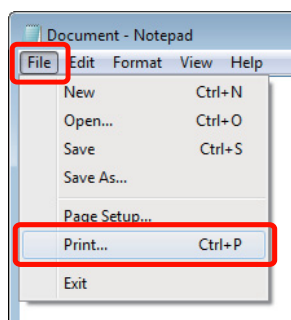 Document - Notepad
File Edit Format View Help
New Ctrl+N
Open... Ctrl+O
Save Ctrl+S
Save As...
Page Setup...
Print... Ctrl+P
Exit